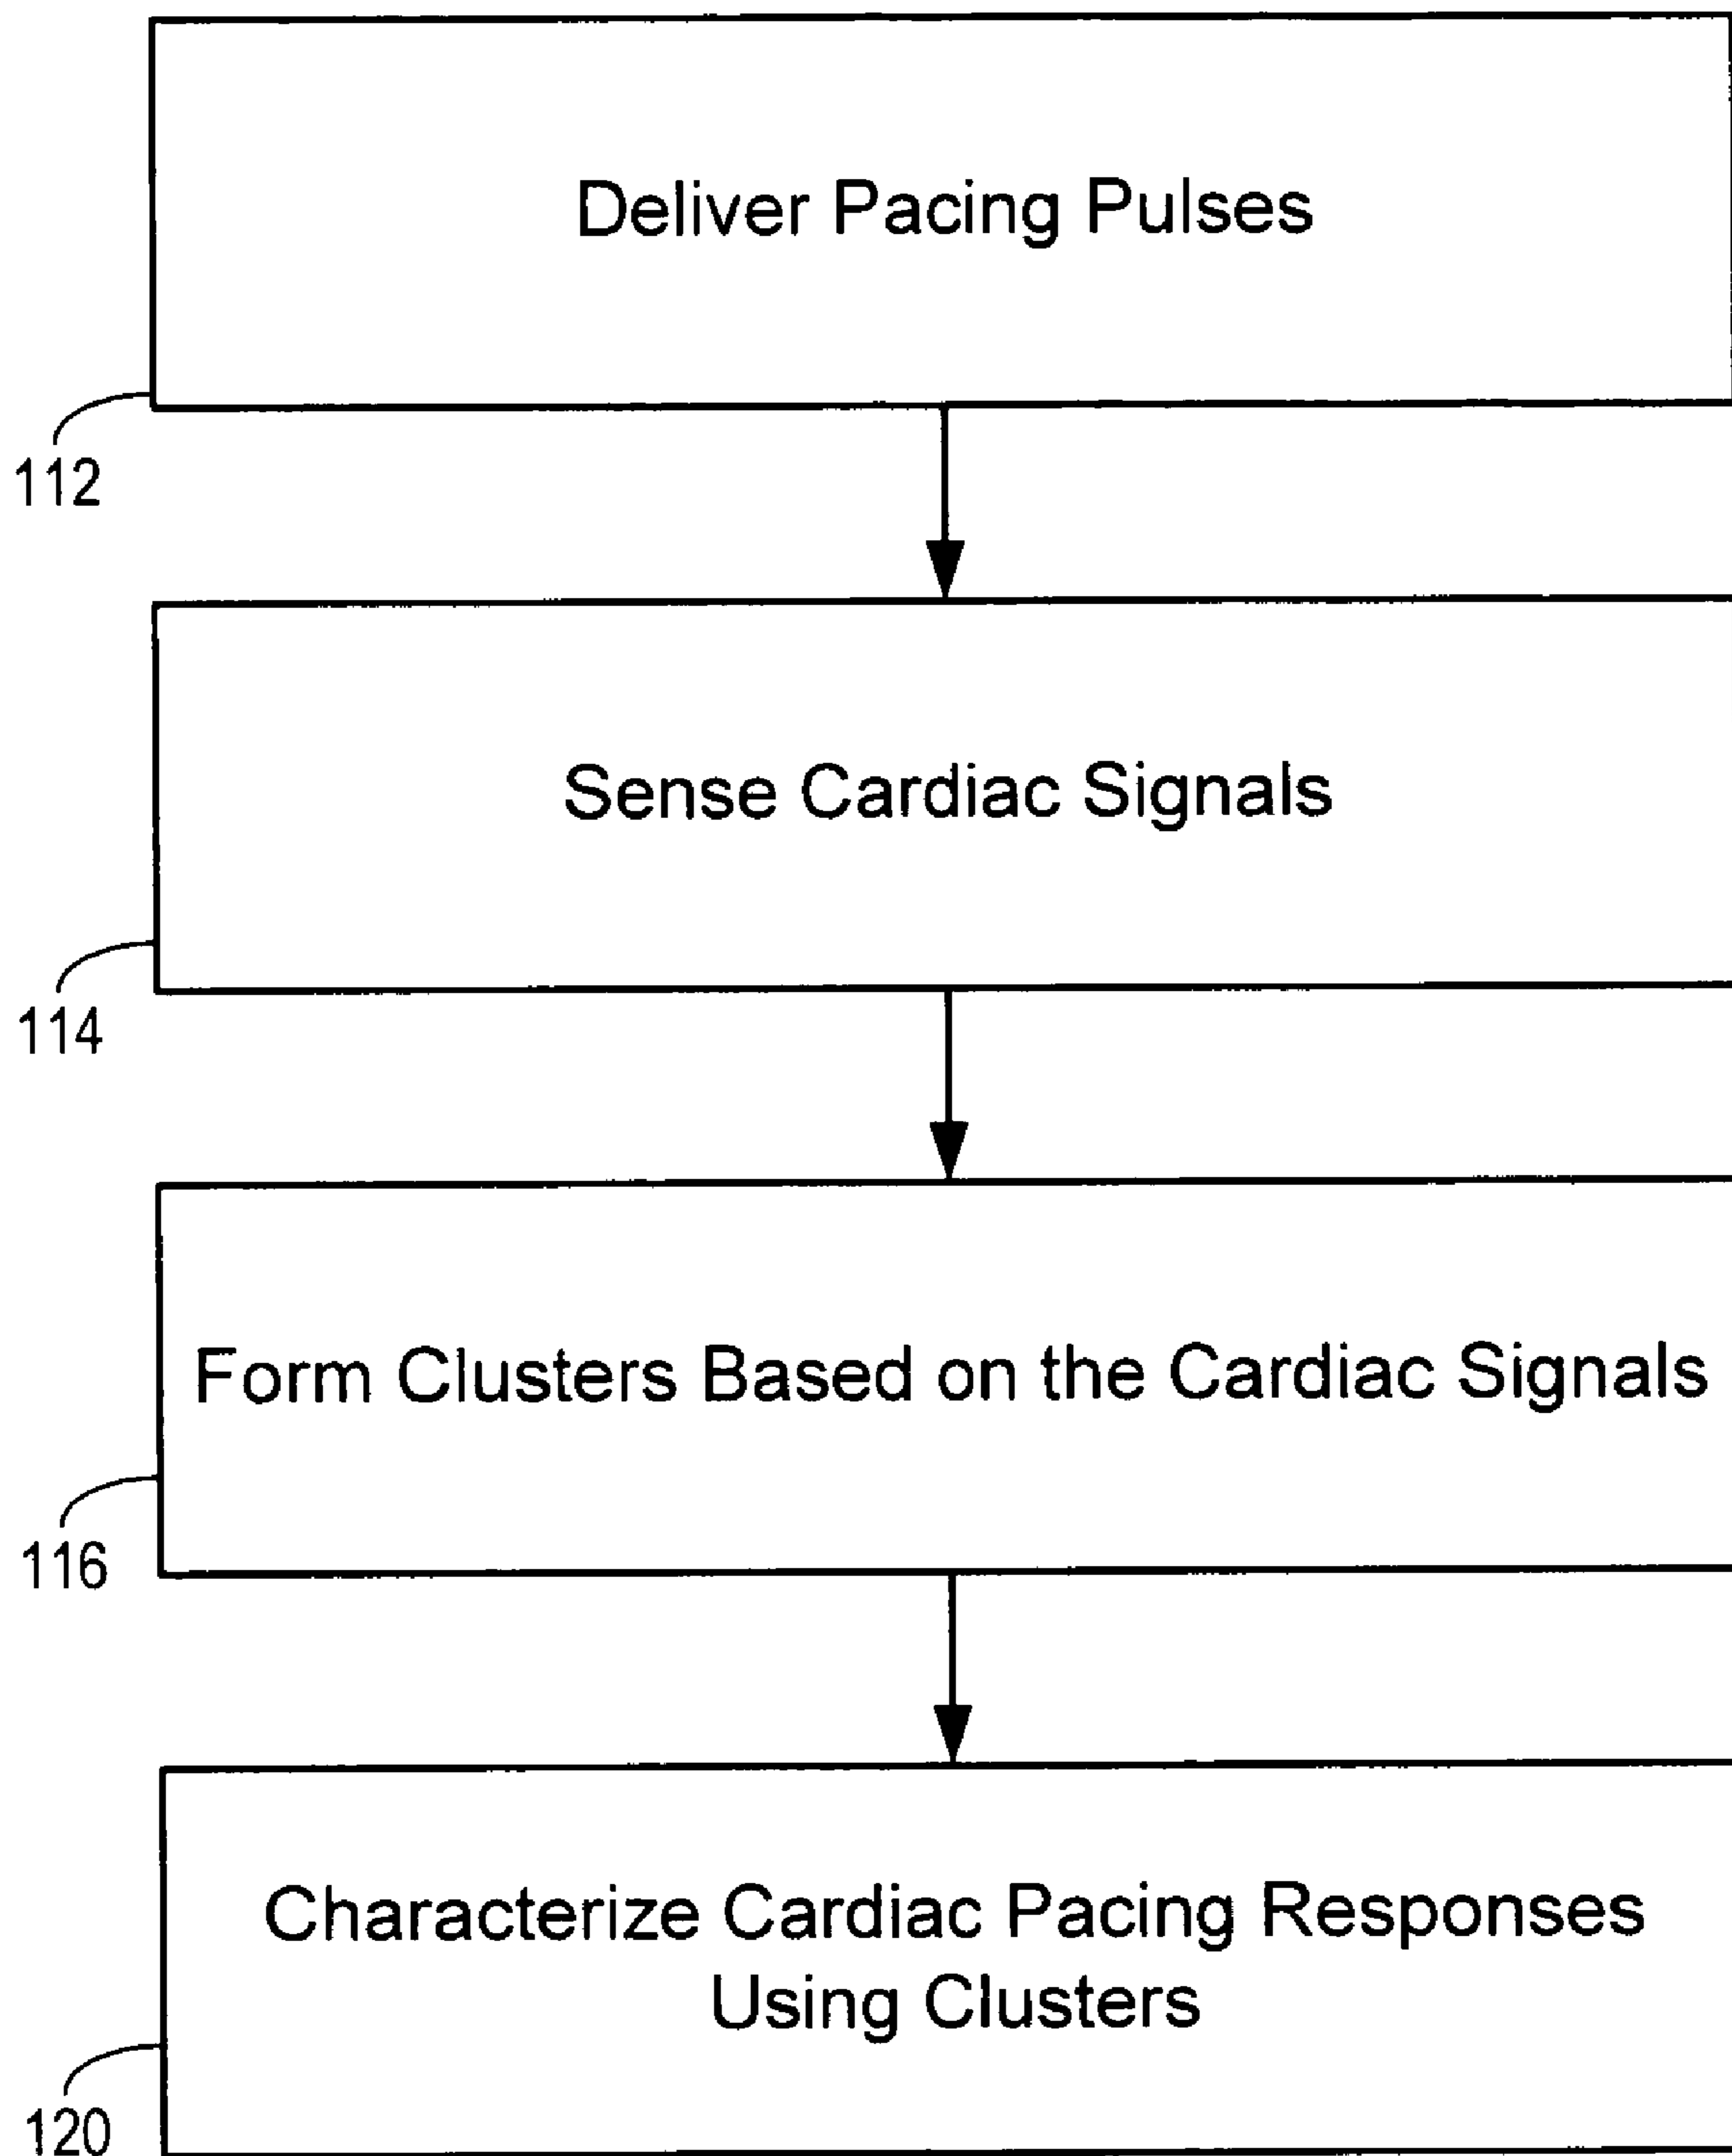 Deliver Pacing Pulses
112
Sense Cardiac Signals
114
Form Clusters Based on the Cardiac Signals
116
Characterize Cardiac Pacing Responses
Using Clusters
120